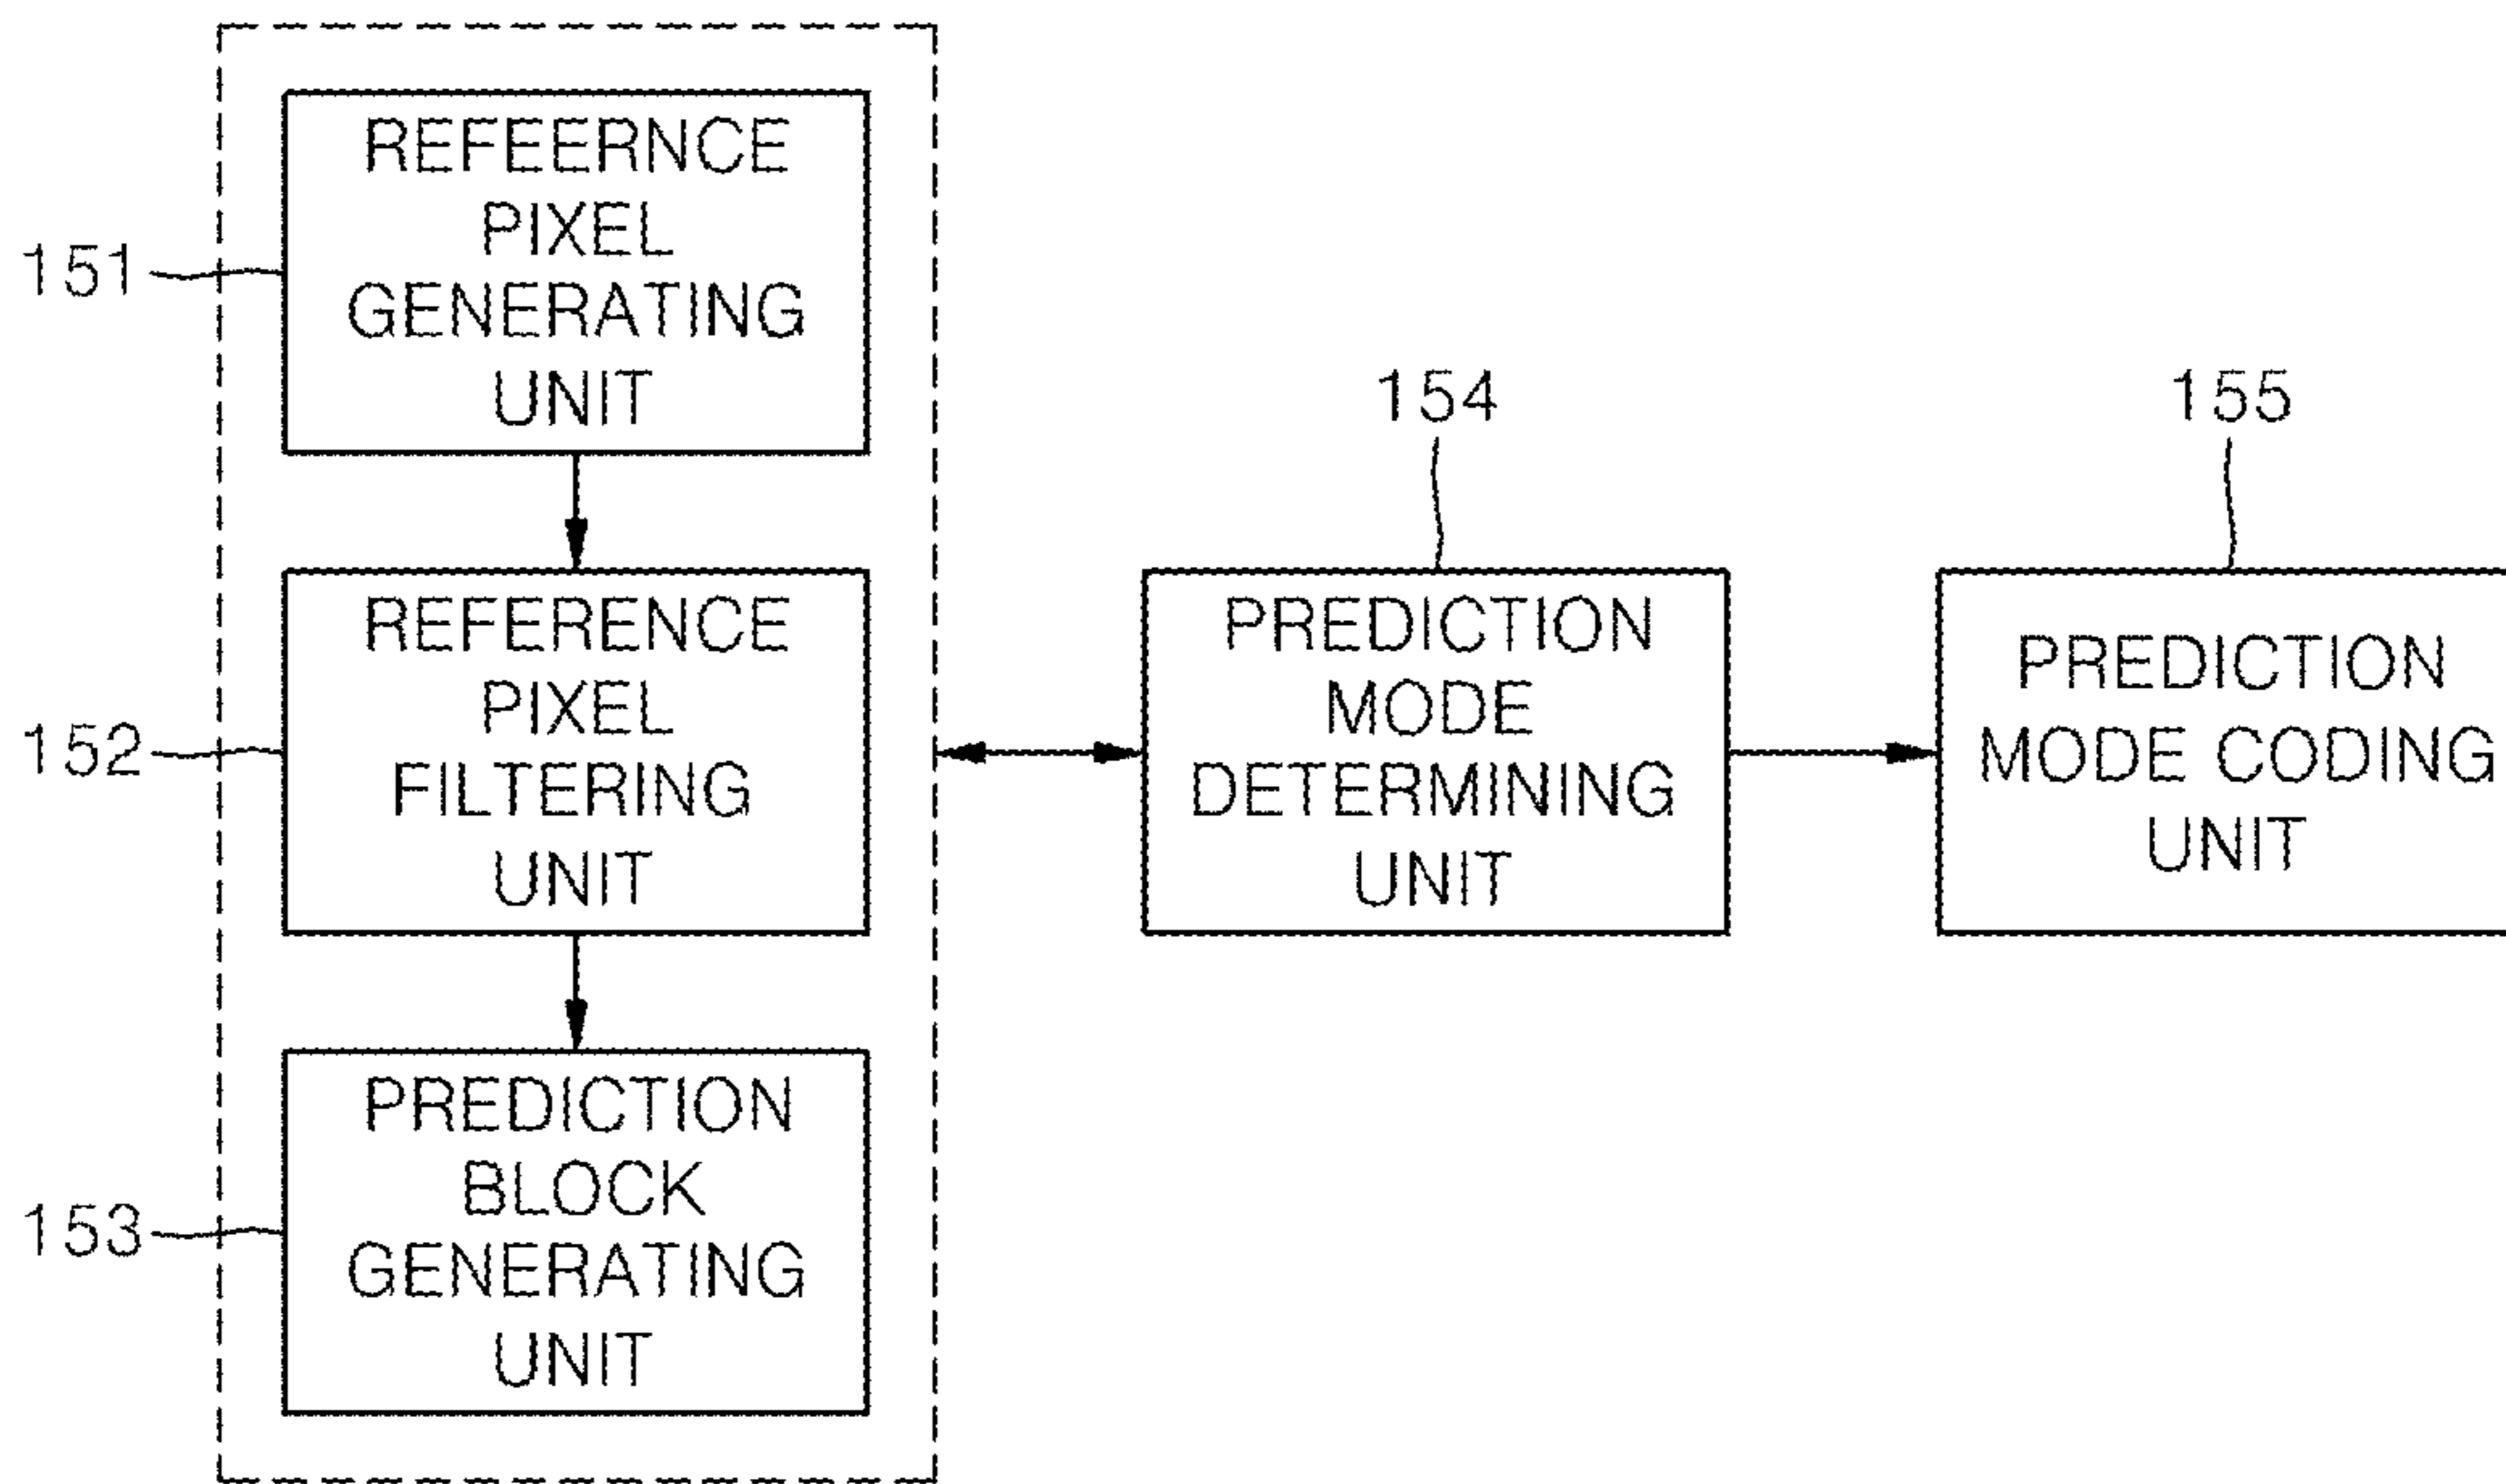 151
REFEERNCE
PIXEL
GENERATING
UNIT
152
REFERENCE
PIXEL
FILTERING
UNIT
153
PREDICTION
BLOCK
GENERATING
UNIT
154
PREDICTION
MODE
DETERMINING
UNIT
155
PREDICTION
MODE CODING
UNIT